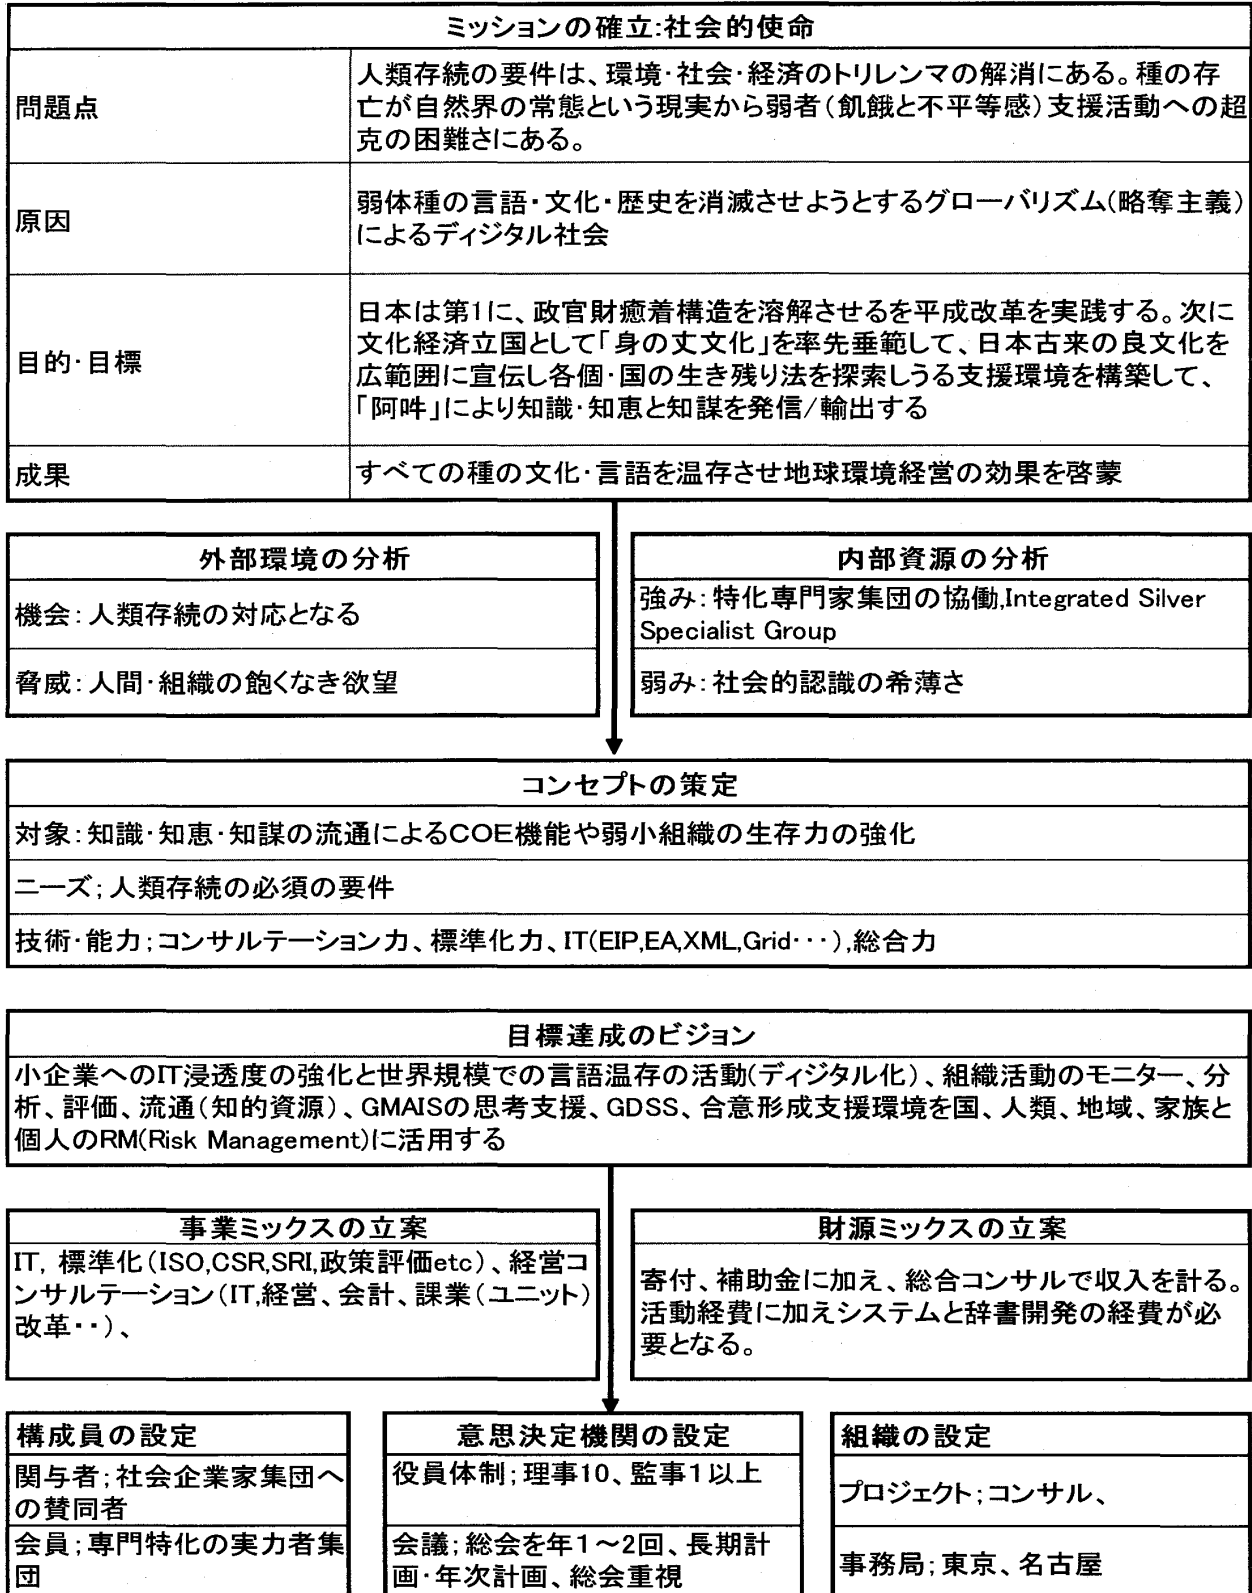 ミッションの確立:社会的使命
問題点
人類存続の要件は、環境･社会･経済のトリレンマの解消にある。種の存
亡が自然界の常態という現実から弱者（飢餓と不平等感）支援活動への超
克の困難さにある。
原因
弱体種の言語･文化･歴史を消滅させようとするグローバリズム(略奪主義)
によるディジタル社会
目的･目標
日本は第1に、政官財癒着構造を溶解させるを平成改革を実践する。次に
文化経済立国として｢身の丈文化｣を率先垂範して、日本古来の良文化を
広範囲に宣伝し各個･国の生き残り法を探索しうる支援環境を構築して、
｢阿吽｣により知識･知恵と知謀を発信/輸出する
成果
すべての種の文化･言語を温存させ地球環境経営の効果を啓蒙
外部環境の分析
機会：人類存続の対応となる
脅威：人間･組織の飽くなき欲望
内部資源の分析
強み：特化専門家集団の協働,Integrated Silver
Specialist Group
弱み：社会的認識の希薄さ
コンセプトの策定
対象：知識･知恵･知謀の流通によるCOE機能や弱小組織の生存力の強化
ニーズ；人類存続の必須の要件
技術･能力；コンサルテーション力、標準化力、IT(EIP,EA,XML,Grid･･･),総合力
目標達成のビジョン
小企業へのIT浸透度の強化と世界規模での言語温存の活動(ディジタル化)、組織活動のモニター、分
析、評価、流通（知的資源）、GMAISの思考支援、GDSS、合意形成支援環境を国、人類、地域、家族と
個人のRM(Risk Management)に活用する
事業ミックスの立案
IT, 標準化（ISO,CSR,SRI,政策評価etc）、経営コ
ンサルテーション（IT,経営、会計、課業（ユニット）
改革･･）、
財源ミックスの立案
寄付、補助金に加え、総合コンサルで収入を計る。
活動経費に加えシステムと辞書開発の経費が必
要となる。
構成員の設定
関与者；社会企業家集団へ
の賛同者
会員；専門特化の実力者集
団
意思決定機関の設定
役員体制；理事10、監事1以上
会議；総会を年1～2回、長期計
画･年次計画、総会重視
組織の設定
プロジェクト；コンサル、
事務局；東京、名古屋